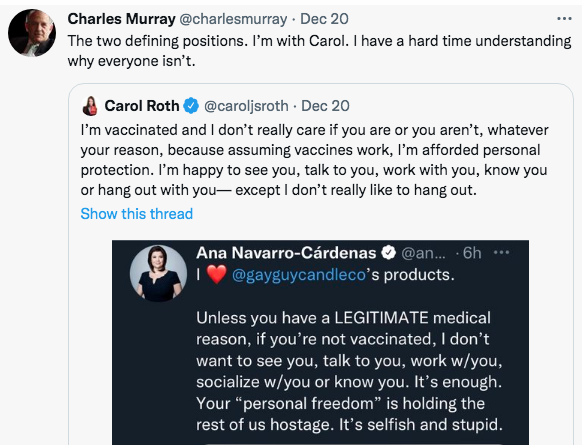 Charles Murray @charlesmurray · Dec 20 ···
The two defining positions. I'm with Carol. I have a hard time understanding
why everyone isn't.
Carol Roth @caroljsroth · Dec 20
I'm vaccinated and I don't really care if you are or you aren't, whatever
your reason, because assuming vaccines work, I'm afforded personal
protection. I'm happy to see you, talk to you, work with you, know you
or hang out with you— except I don't really like to hang out.
Show this thread
Ana Navarro-Cárdenas @an... · 6h ···
I ❤️ @gayguycandleco's products.
Unless you have a LEGITIMATE medical
reason, if you're not vaccinated, I don't
want to see you, talk to you, work w/you,
socialize w/you or know you. It's enough.
Your “personal freedom” is holding the
rest of us hostage. It's selfish and stupid.